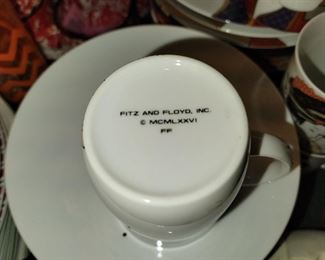 FITZ AND FLOYD, INC.
© MCMLXXVI
FF